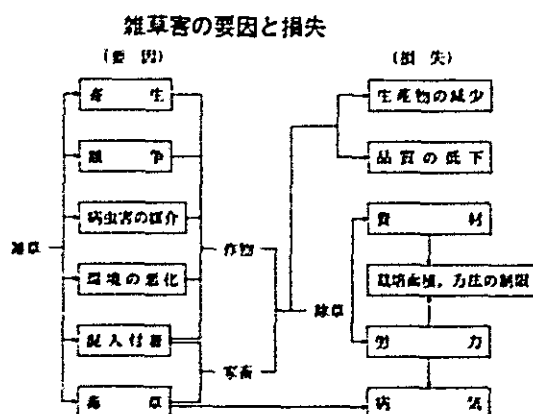 雑草害の要因と損失
(要因)
(損失)
寄生
競争
病虫害の媒介
環境の悪化
混入付着
毒草
雑草
作物
家畜
除草
生産物の減少
品質の低下
資材
栽培面積,方法の制限
労力
病気